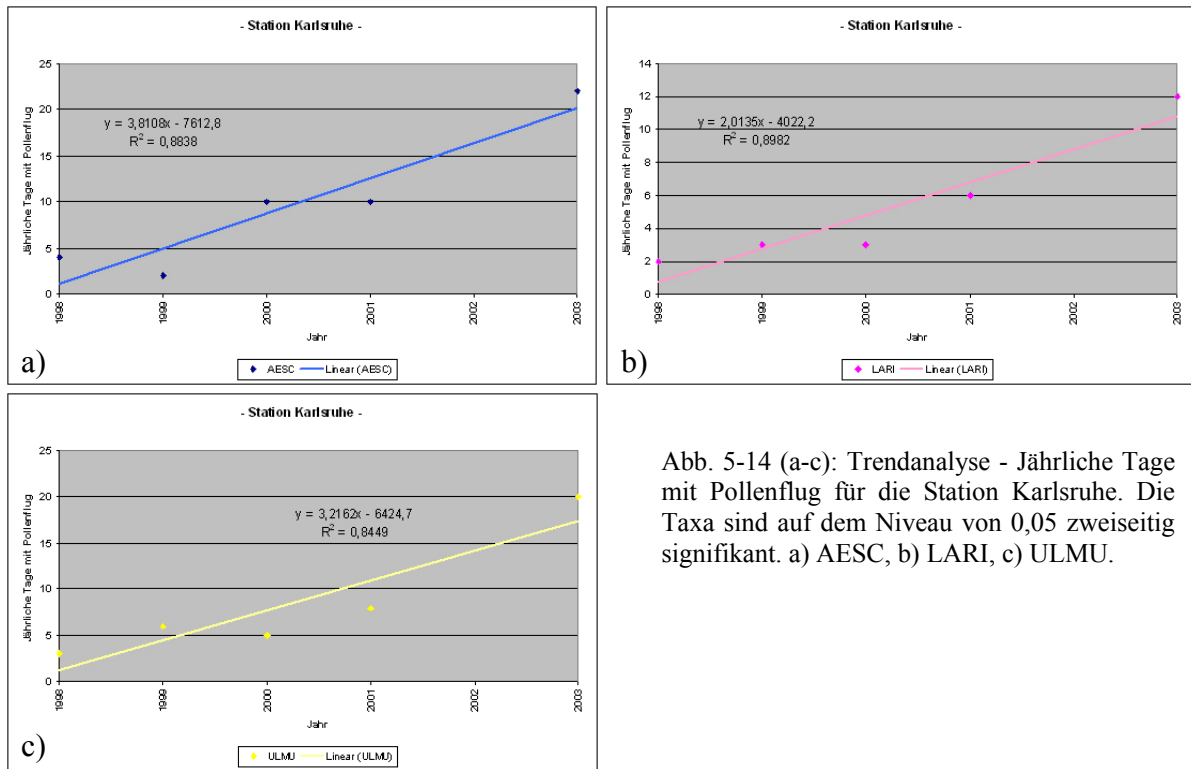 - Station Karlsruhe -
25
20
15
10
5
0
Jährliche Tage mit Pollenflug
y = 3,8108x - 7612,8
R² = 0,8838
1998
1999
2000
2001
2002
2003
Jahr
AESC
Linear (AESC)
a)
- Station Karlsruhe -
14
12
10
8
6
4
2
0
Jährliche Tage mit Pollenflug
y = 2,0135x - 4022,2
R² = 0,8982
1998
1999
2000
2001
2002
2003
Jahr
LARI
Linear (LARI)
b)
- Station Karlsruhe -
25
20
15
10
5
0
Jährliche Tage mit Pollenflug
y = 3,2162x - 6424,7
R² = 0,8449
1998
1999
2000
2001
2002
2003
Jahr
ULMU
Linear (ULMU)
c)
Abb. 5-14 (a-c): Trendanalyse - Jährliche Tage
mit Pollenflug für die Station Karlsruhe. Die
Taxa sind auf dem Niveau von 0,05 zweiseitig
signifikant. a) AESC, b) LARI, c) ULMU.